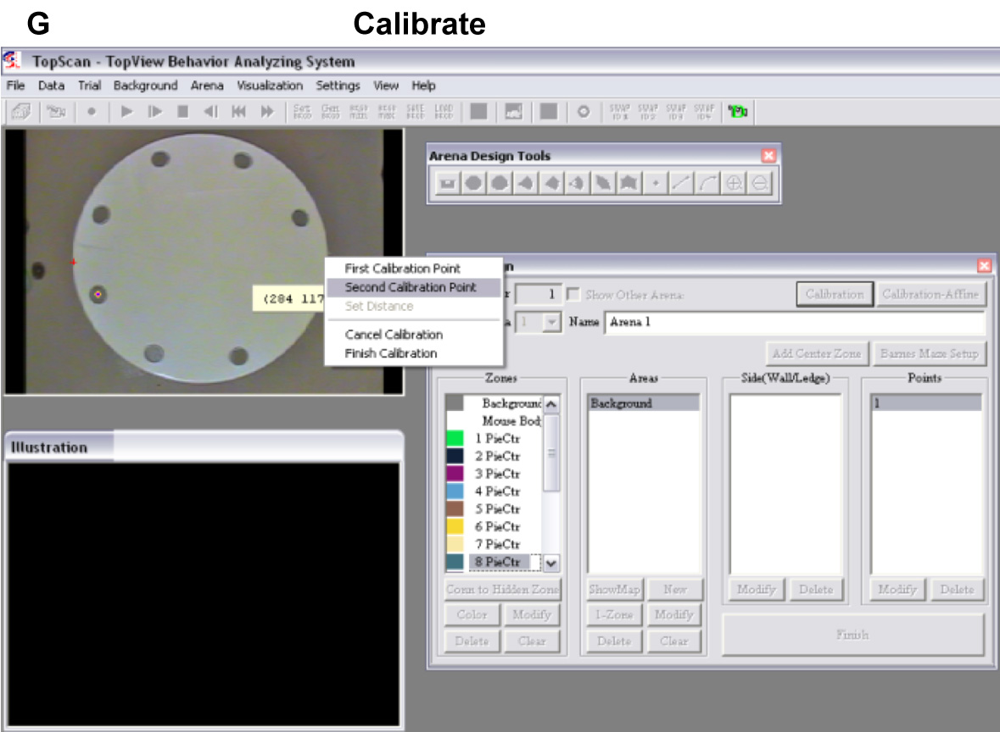 G Calibrate
TopScan - TopView Behavior Analyzing System
File Data Trial Background Arena Visualization Settings View Help
Arena Design Tools
First Calibration Point
Second Calibration Point
Set Distance
Cancel Calibration
Finish Calibration
(284 117
1 Show Other Arena: Calibration Calibration-Affine
1 Name Arena 1
Add Center Zone Barnes Maze Setup
Zones Areas Side(Wall/Ledge) Points
Background Background 1
Mouse Bod
1 PieCtr
2 PieCtr
3 PieCtr
4 PieCtr
5 PieCtr
6 PieCtr
7 PieCtr
8 PieCtr
Conn to Hidden Zone ShowMap New Modify Delete Modify Delete
Color Modify 1-Zone Modify
Delete Clear Delete Clear
Finish
Illustration